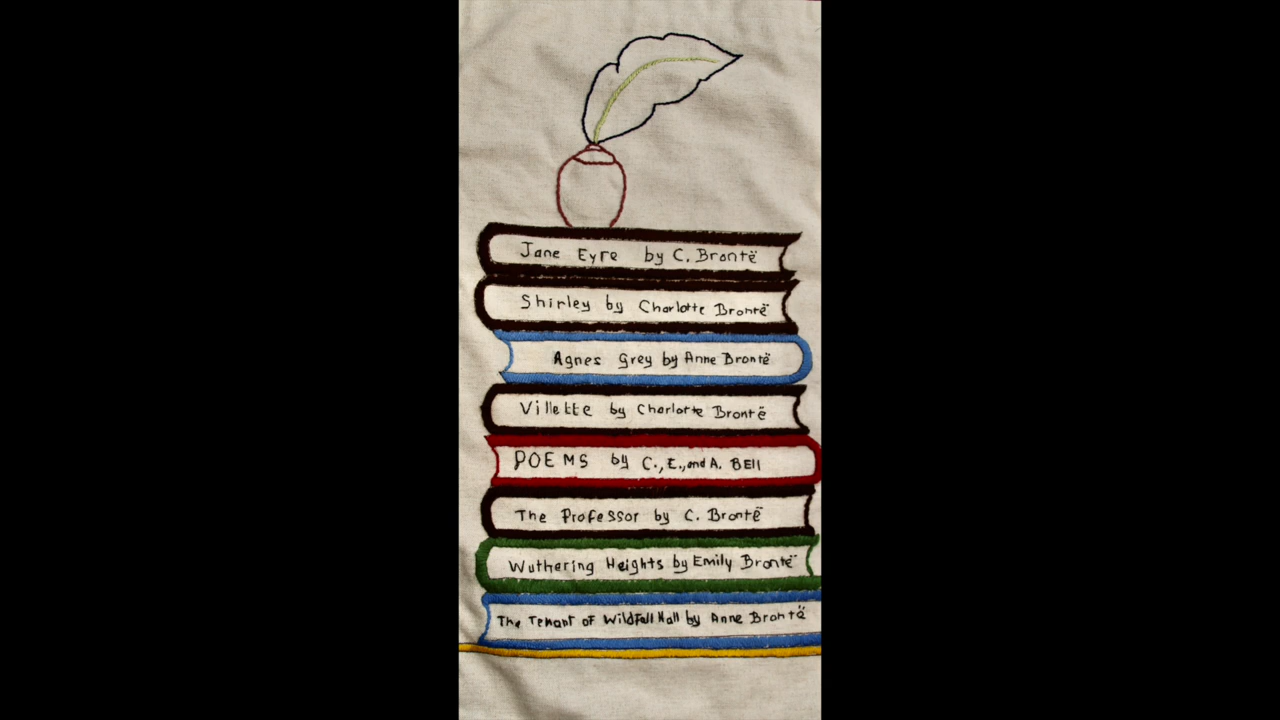 Jane Eyre by C. Brontë
Shirley by Charlotte Brontë
Agnes Grey by Anne Brontë
Villette by Charlotte Brontë
POEMS by C., E., and A. BEll
The Professor by C. Brontë
Wuthering Heights by Emily Brontë
The Tenant of Wildfell Hall by Anne Brontë